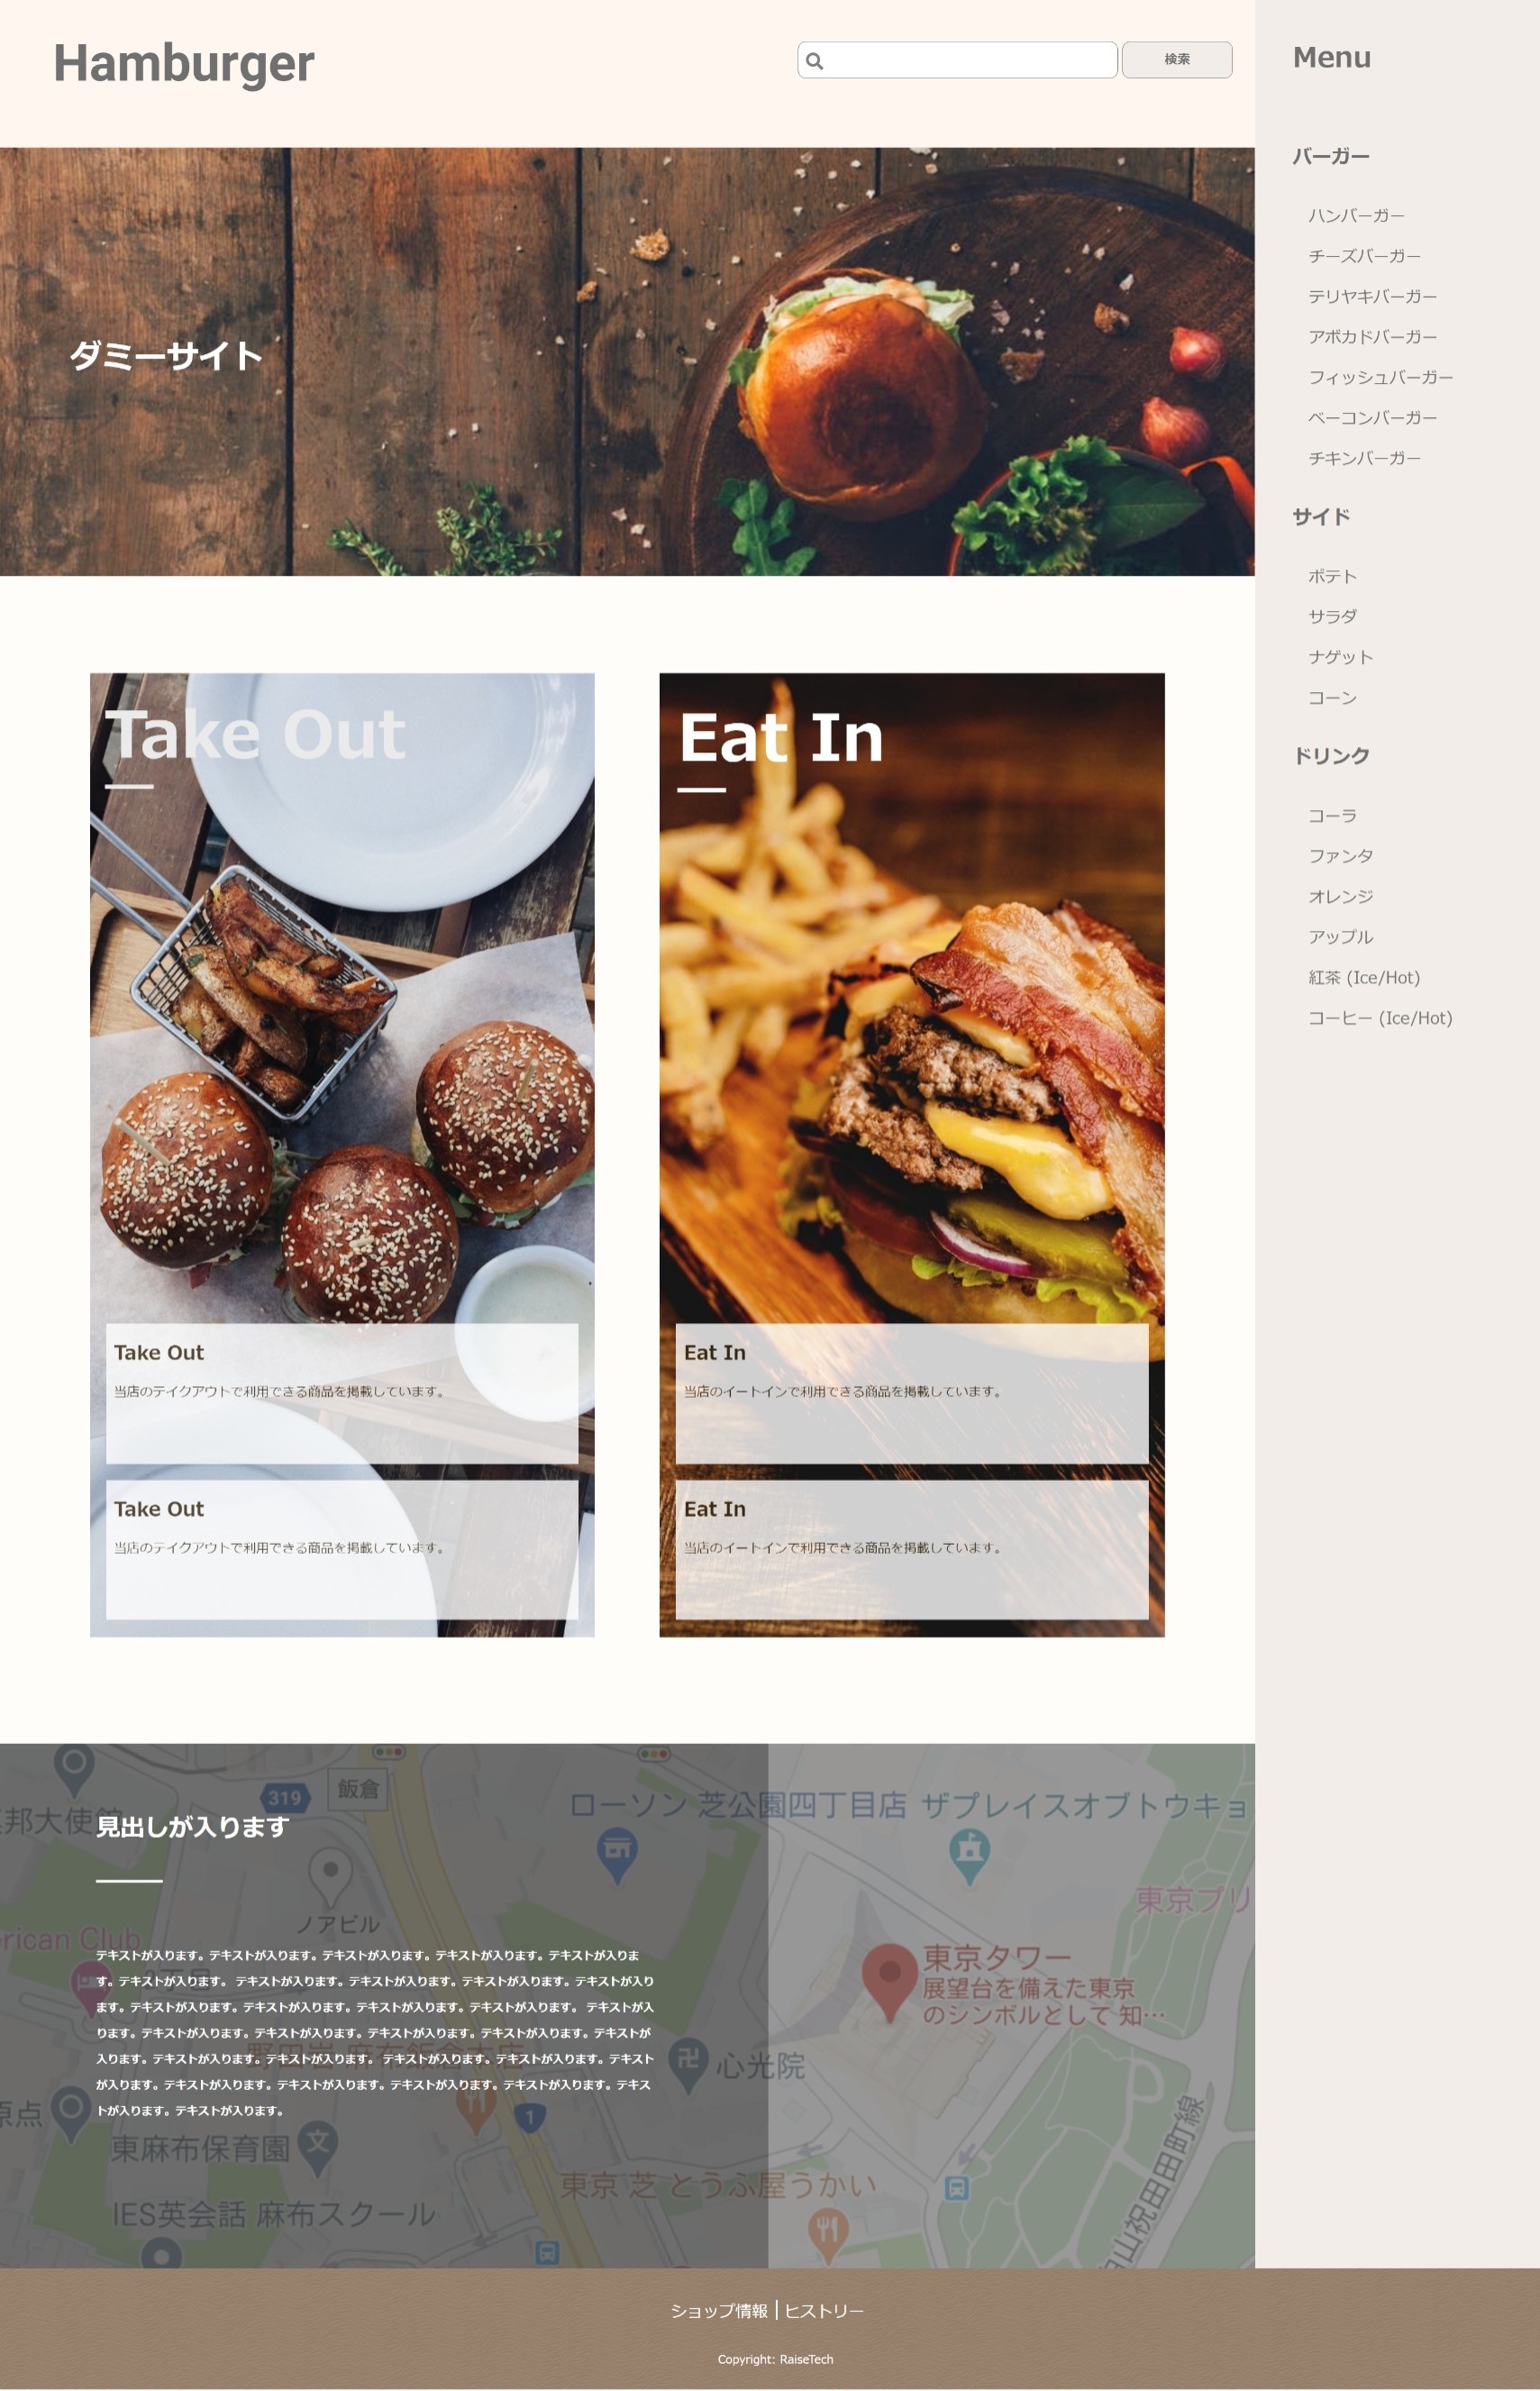 Hamburger
検索
Menu
バーガー
ハンバーガー
チーズバーガー
テリヤキバーガー
アボカドバーガー
フィッシュバーガー
ベーコンバーガー
チキンバーガー
サイド
ポテト
サラダ
ナゲット
コーン
ドリンク
コーラ
ファンタ
オレンジ
アップル
紅茶 (Ice/Hot)
コーヒー (Ice/Hot)
ダミーサイト
Take Out
Take Out
当店のテイクアウトで利用できる商品を掲載しています。
Take Out
当店のテイクアウトで利用できる商品を掲載しています。
Eat In
Eat In
当店のイートインで利用できる商品を掲載しています。
Eat In
当店のイートインで利用できる商品を掲載しています。
見出しが入ります
テキストが入ります。テキストが入ります。テキストが入ります。テキストが入ります。テキストが入りま
す。テキストが入ります。 テキストが入ります。テキストが入ります。テキストが入ります。テキストが入り
ます。テキストが入ります。テキストが入ります。テキストが入ります。テキストが入ります。 テキストが入
ります。テキストが入ります。テキストが入ります。テキストが入ります。テキストが入ります。テキストが
入ります。テキストが入ります。テキストが入ります。 テキストが入ります。テキストが入ります。テキスト
が入ります。テキストが入ります。テキストが入ります。テキストが入ります。テキストが入ります。テキス
トが入ります。テキストが入ります。
319
飯倉
邦大使館
ローソン 芝公園四丁目店
ザプレイスオブトウキョ
ノアビル
東京プリ
rican Club
東京タワー
展望台を備えた東京
のシンボルとして 知…
野田岩 麻布飯倉本店
心光院
原点
文
1
東麻布保育園
東京 芝 とうふ屋うかい
IES英会話 麻布スクール
山祝田田町線
ショップ情報
ヒストリー
Copyright: RaiseTech